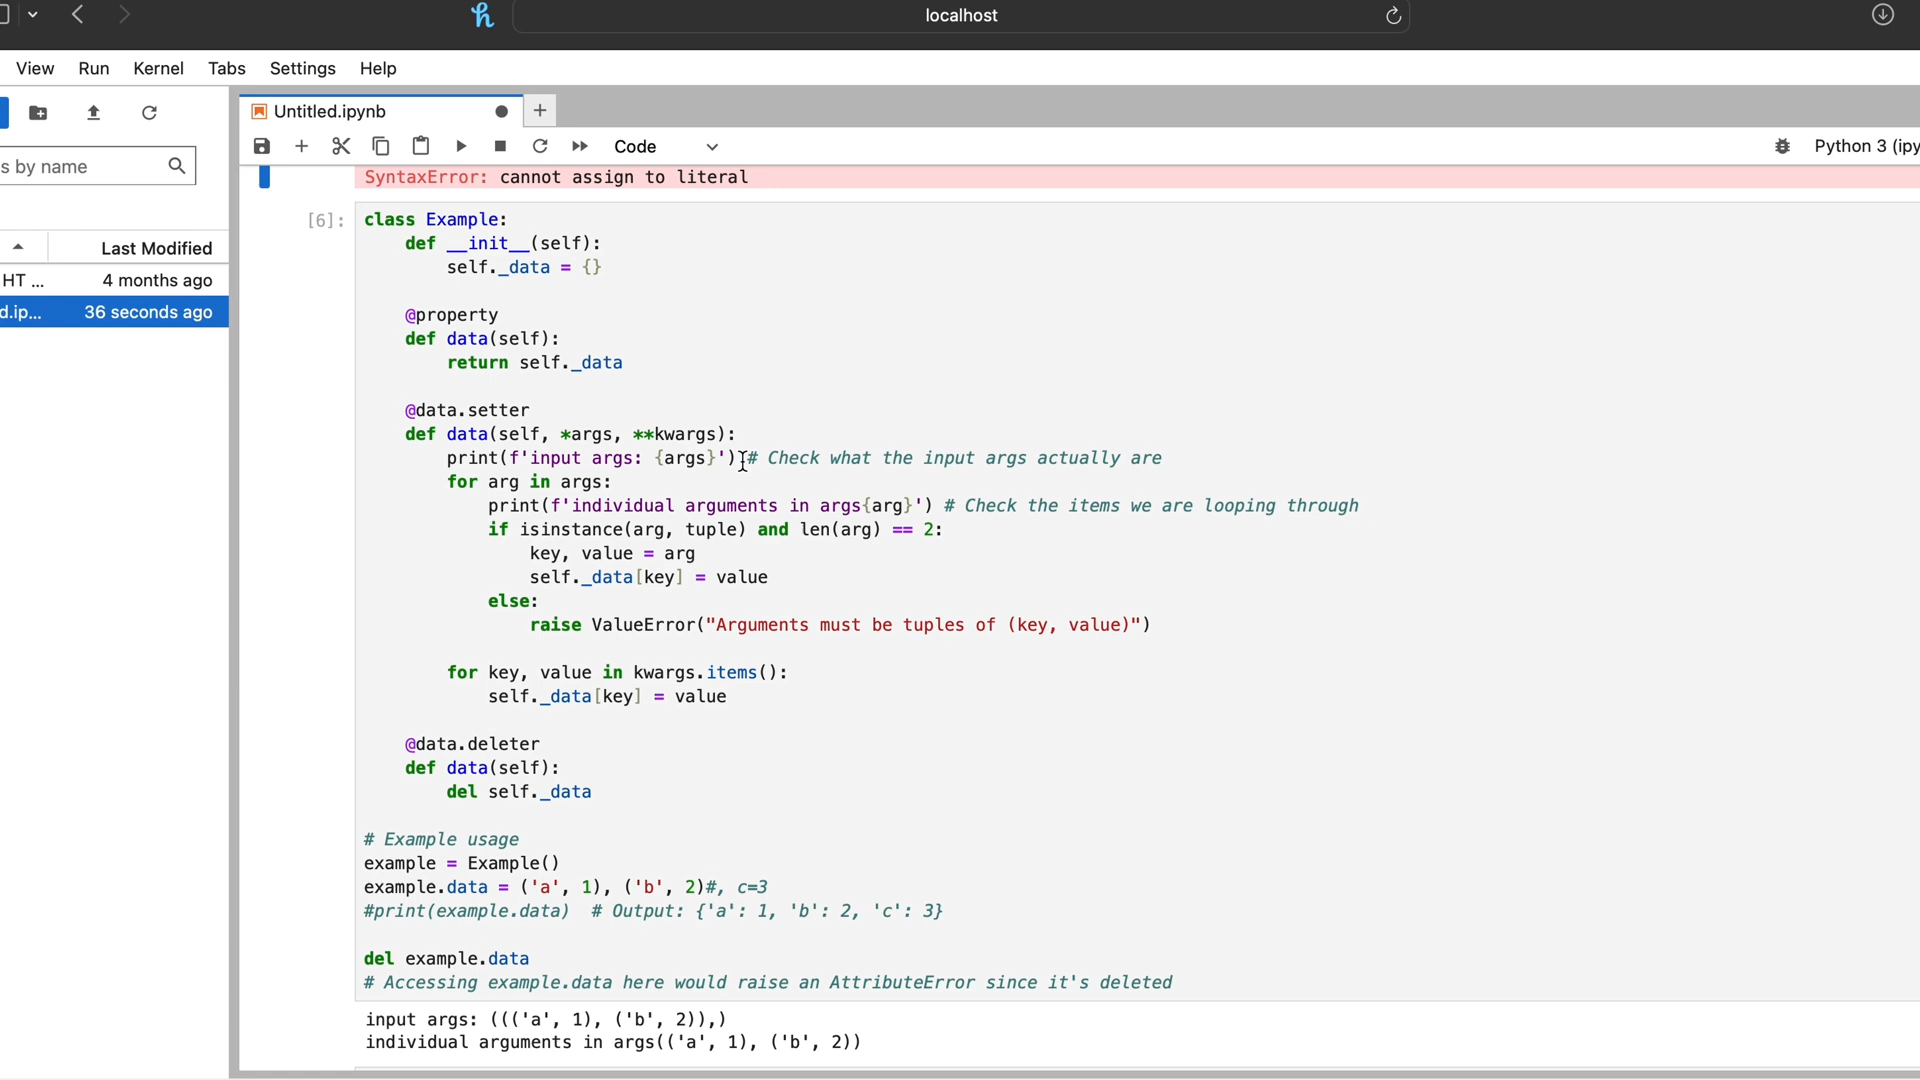 localhost
View Run Kernel Tabs Settings Help
Untitled.ipynb
Code
Python 3 (ipy
s by name
Last Modified
HT ... 4 months ago
d.ip... 36 seconds ago
SyntaxError: cannot assign to literal
[6]:
class Example:
    def __init__(self):
        self._data = {}

    @property
    def data(self):
        return self._data

    @data.setter
    def data(self, *args, **kwargs):
        print(f'input args: {args}') # Check what the input args actually are
        for arg in args:
            print(f'individual arguments in args{arg}') # Check the items we are looping through
            if isinstance(arg, tuple) and len(arg) == 2:
                key, value = arg
                self._data[key] = value
            else:
                raise ValueError("Arguments must be tuples of (key, value)")

        for key, value in kwargs.items():
            self._data[key] = value

    @data.deleter
    def data(self):
        del self._data

# Example usage
example = Example()
example.data = ('a', 1), ('b', 2)#, c=3
#print(example.data)  # Output: {'a': 1, 'b': 2, 'c': 3}

del example.data
# Accessing example.data here would raise an AttributeError since it's deleted
input args: ((('a', 1), ('b', 2)),)
individual arguments in args(('a', 1), ('b', 2))